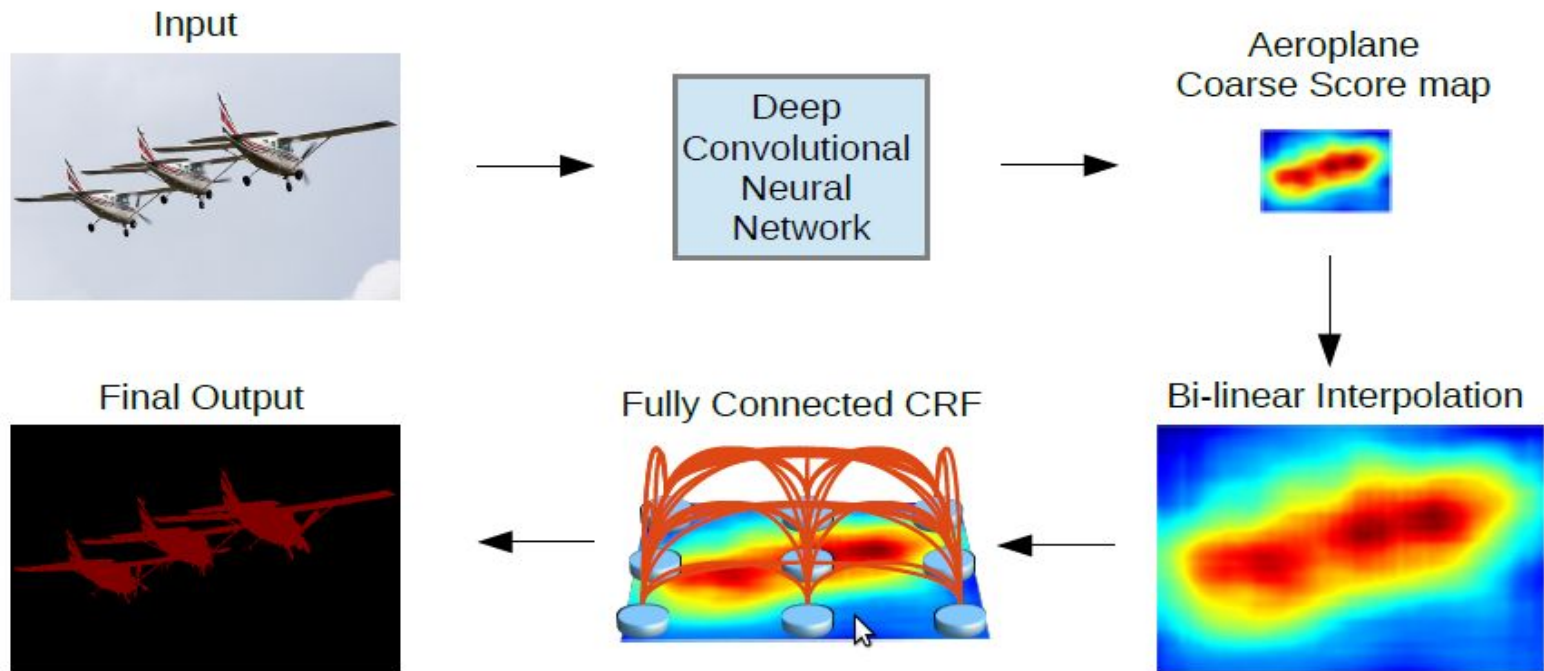 Input
Deep
Convolutional
Neural
Network
Aeroplane
Coarse Score map
Final Output
Fully Connected CRF
Bi-linear Interpolation